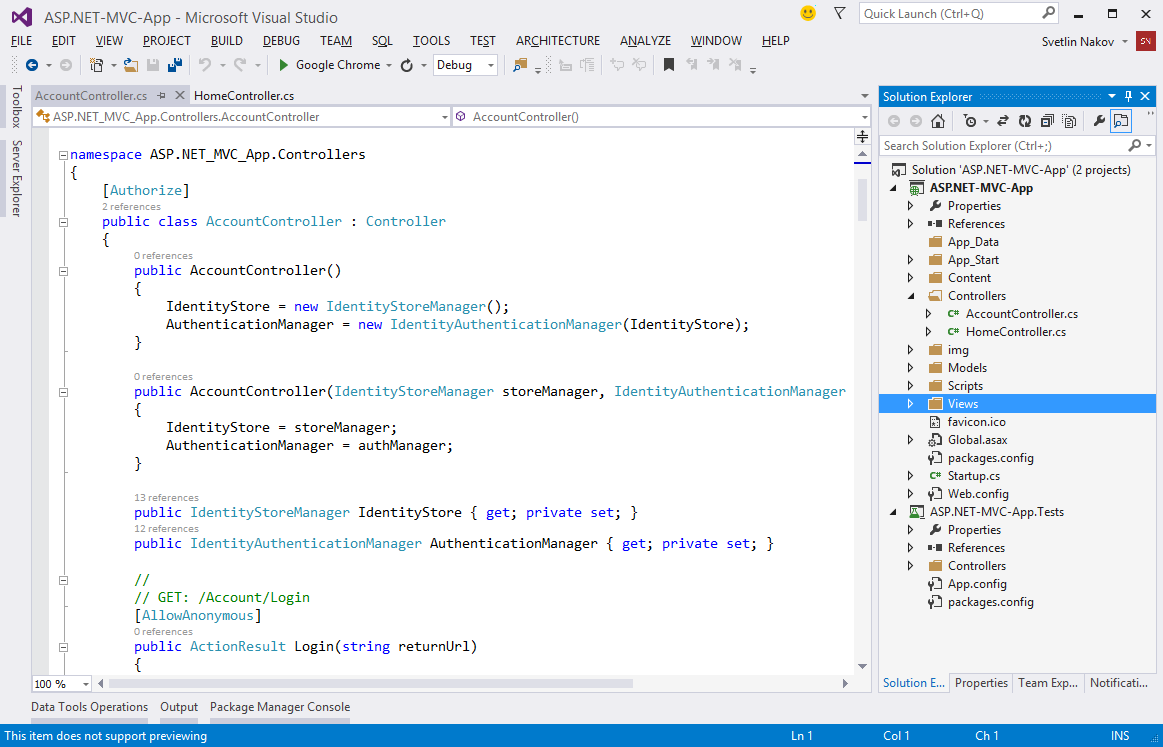 ASP.NET-MVC-App - Microsoft Visual Studio
Quick Launch (Ctrl+Q)
FILE EDIT VIEW PROJECT BUILD DEBUG TEAM SQL TOOLS TEST ARCHITECTURE ANALYZE WINDOW HELP
Svetlin Nakov SN
Google Chrome Debug
Toolbox
Server Explorer
AccountController.cs HomeController.cs
ASP.NET_MVC_App.Controllers.AccountController AccountController()
namespace ASP.NET_MVC_App.Controllers
{
[Authorize]
2 references
public class AccountController : Controller
{
0 references
public AccountController()
{
IdentityStore = new IdentityStoreManager();
AuthenticationManager = new IdentityAuthenticationManager(IdentityStore);
}
0 references
public AccountController(IdentityStoreManager storeManager, IdentityAuthenticationManager
{
IdentityStore = storeManager;
AuthenticationManager = authManager;
}
13 references
public IdentityStoreManager IdentityStore { get; private set; }
12 references
public IdentityAuthenticationManager AuthenticationManager { get; private set; }
//
// GET: /Account/Login
[AllowAnonymous]
0 references
public ActionResult Login(string returnUrl)
{
100 %
Solution Explorer
Search Solution Explorer (Ctrl+;)
Solution 'ASP.NET-MVC-App' (2 projects)
ASP.NET-MVC-App
Properties
References
App_Data
App_Start
Content
Controllers
C# AccountController.cs
C# HomeController.cs
img
Models
Scripts
Views
favicon.ico
Global.asax
packages.config
C# Startup.cs
Web.config
ASP.NET-MVC-App.Tests
Properties
References
Controllers
App.config
packages.config
Solution E... Properties Team Exp... Notificati...
Data Tools Operations Output Package Manager Console
This item does not support previewing Ln 1 Col 1 Ch 1 INS